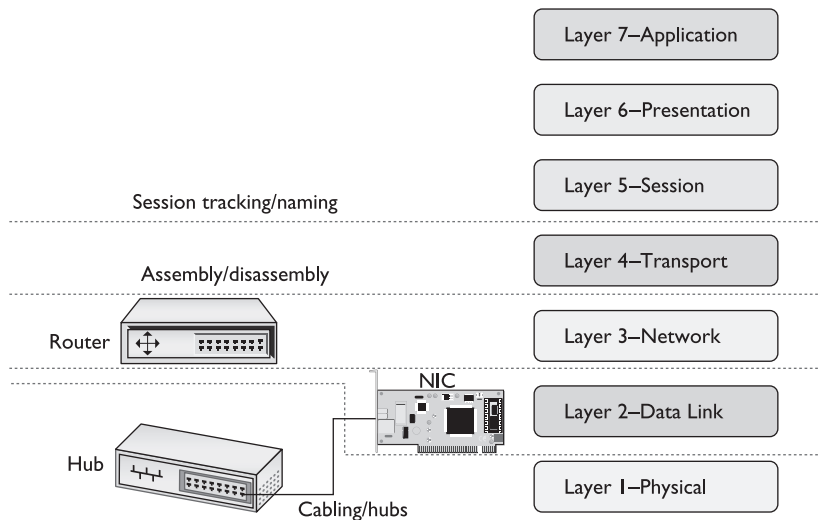 Layer 7–Application
Layer 6–Presentation
Layer 5–Session
Session tracking/naming
Layer 4–Transport
Assembly/disassembly
Router
Layer 3–Network
NIC
Layer 2–Data Link
Hub
Layer 1–Physical
Cabling/hubs